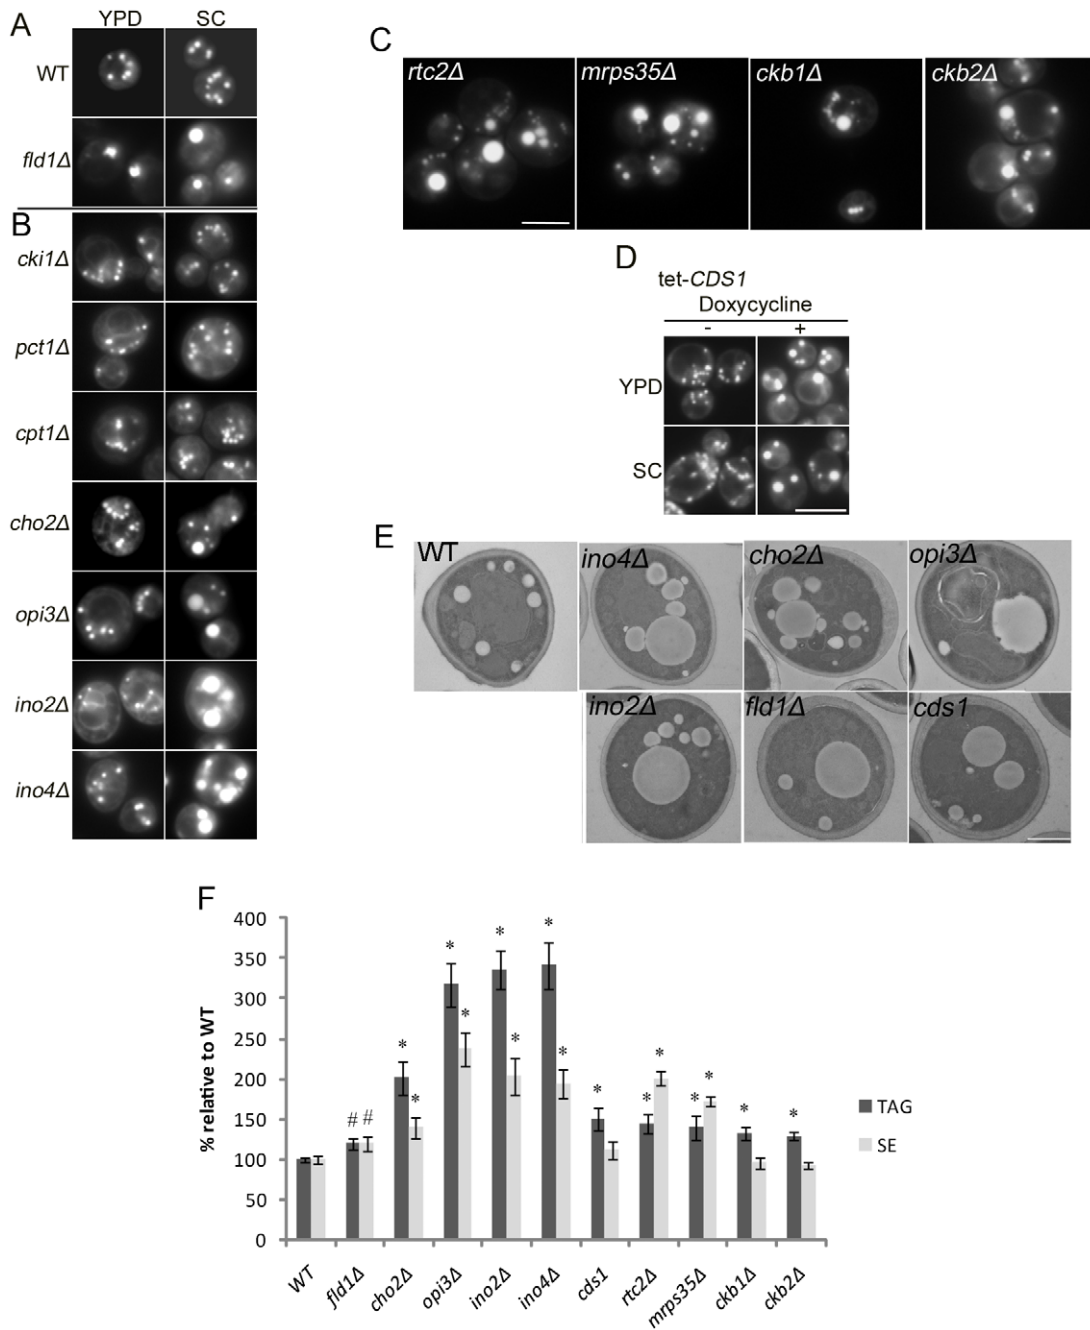 A
YPD SC
WT
fld1Δ
B
cki1Δ
pct1Δ
cpt1Δ
cho2Δ
opi3Δ
ino2Δ
ino4Δ
C
rtc2Δ mrps35Δ ckb1Δ ckb2Δ
D
tet-CDS1
Doxycycline
- +
YPD
SC
E
WT ino4Δ cho2Δ opi3Δ
ino2Δ fld1Δ cds1
F
% relative to WT
400
350
300
250
200
150
100
50
0
# #
* * * * * * * * * * * * * * *
WT fld1Δ cho2Δ opi3Δ ino2Δ ino4Δ cds1 rtc2Δ mrps35Δ ckb1Δ ckb2Δ
TAG
SE